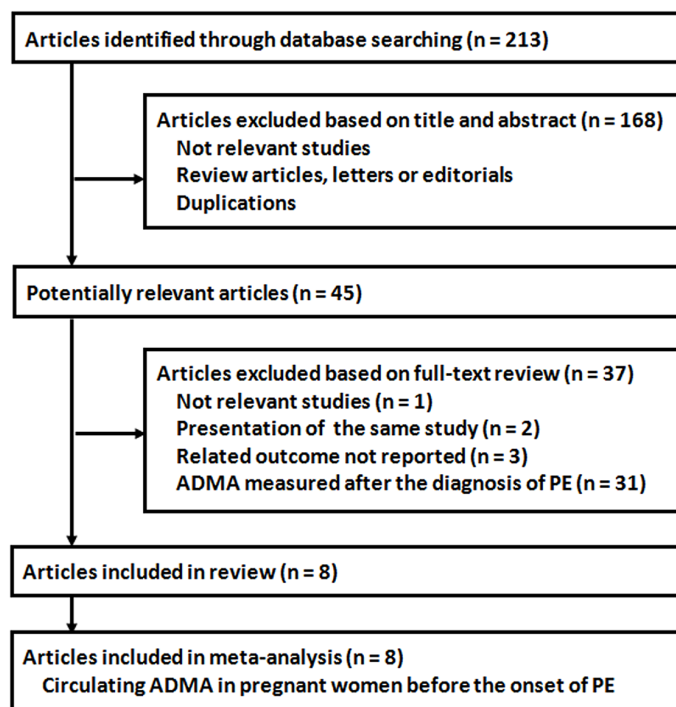 Articles identified through database searching (n = 213)
Articles excluded based on title and abstract (n = 168)
Not relevant studies
Review articles, letters or editorials
Duplications
Potentially relevant articles (n = 45)
Articles excluded based on full-text review (n = 37)
Not relevant studies (n = 1)
Presentation of the same study (n = 2)
Related outcome not reported (n = 3)
ADMA measured after the diagnosis of PE (n = 31)
Articles included in review (n = 8)
Articles included in meta-analysis (n = 8)
Circulating ADMA in pregnant women before the onset of PE